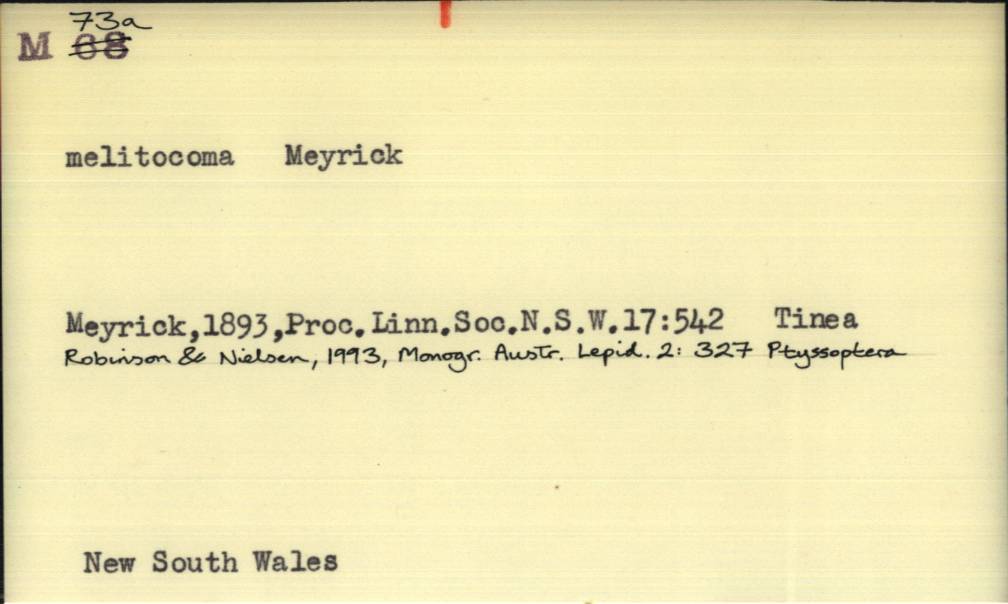 73a
M 68
melitocoma Meyrick
Meyrick,1893,Proc.Linn.Soc.N.S.W.17:542 Tinea
Robinson & Nielsen, 1993, Monogr. Austr. Lepid. 2: 327 Ptyssoptera
New South Wales